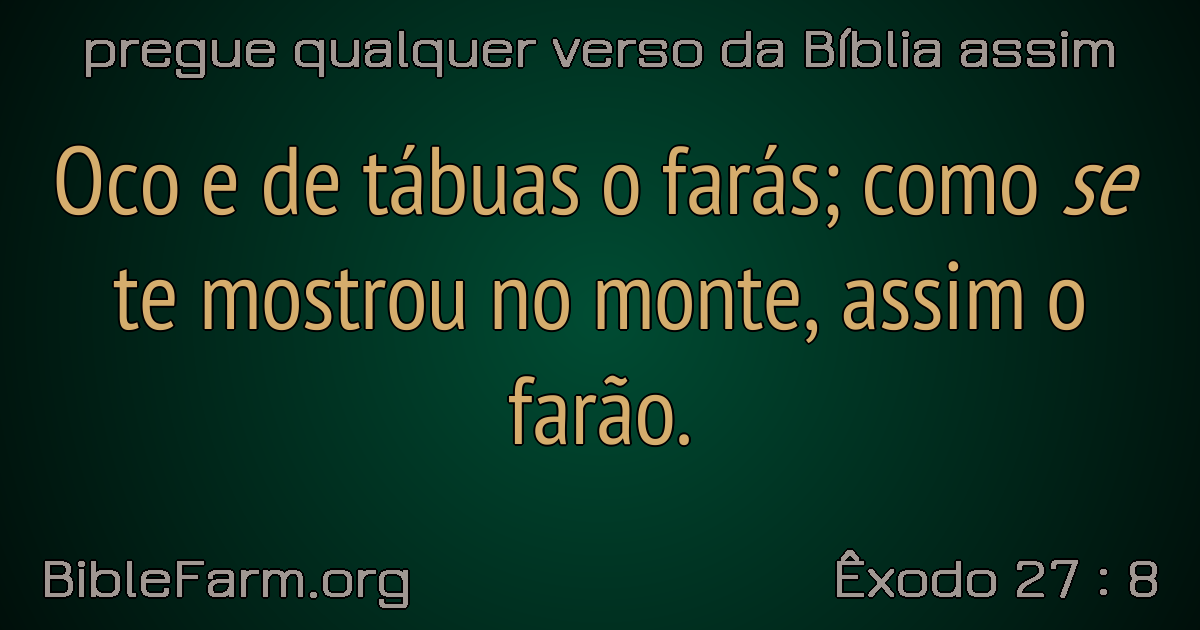 pregue qualquer verso da Bíblia assim
Oco e de tábuas o farás; como se
te mostrou no monte, assim o
farão.
BibleFarm.org
Êxodo 27 : 8